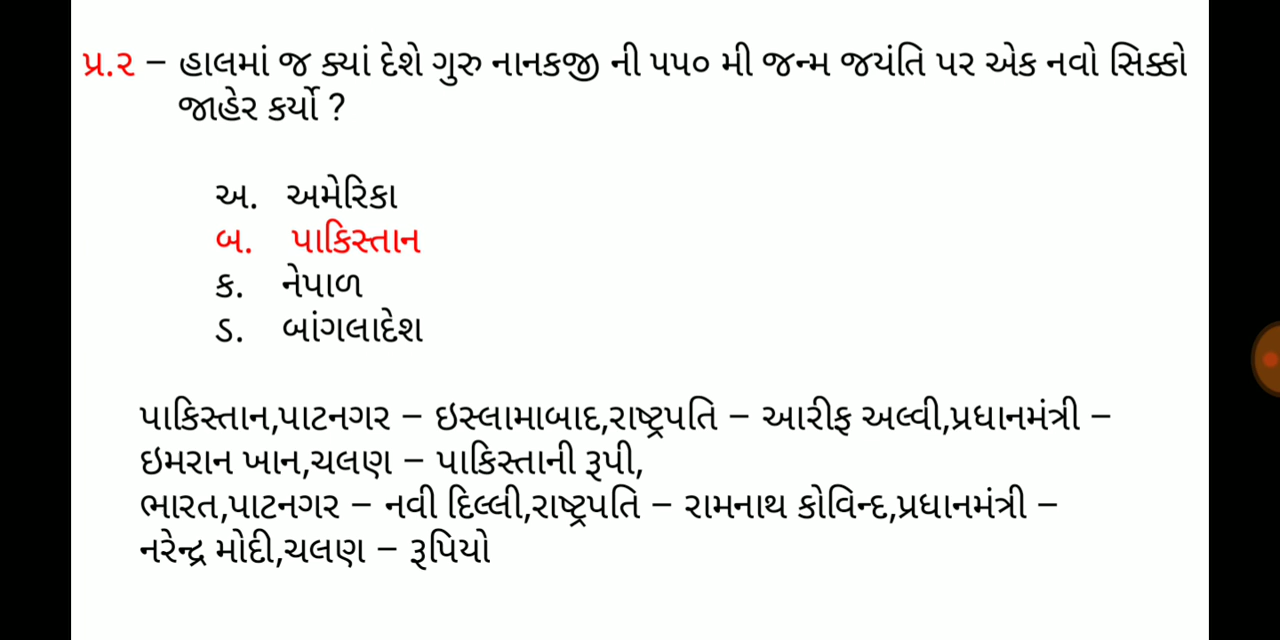 પ્ર.૨ – હાલમાં જ ક્યાં દેશે ગુરુ નાનકજી ની ૫૫૦ મી જન્મ જયંતિ પર એક નવો સિક્કો
જાહેર કર્યો ?
અ. અમેરિકા
બ. પાકિસ્તાન
ક. નેપાળ
ડ. બાંગલાદેશ
પાકિસ્તાન,પાટનગર – ઇસ્લામાબાદ,રાષ્ટ્રપતિ – આરીફ અલ્વી,પ્રધાનમંત્રી –
ઇમરાન ખાન,ચલણ – પાકિસ્તાની રૂપી,
ભારત,પાટનગર – નવી દિલ્લી,રાષ્ટ્રપતિ – રામનાથ કોવિન્દ,પ્રધાનમંત્રી –
નરેન્દ્ર મોદી,ચલણ – રૂપિયો